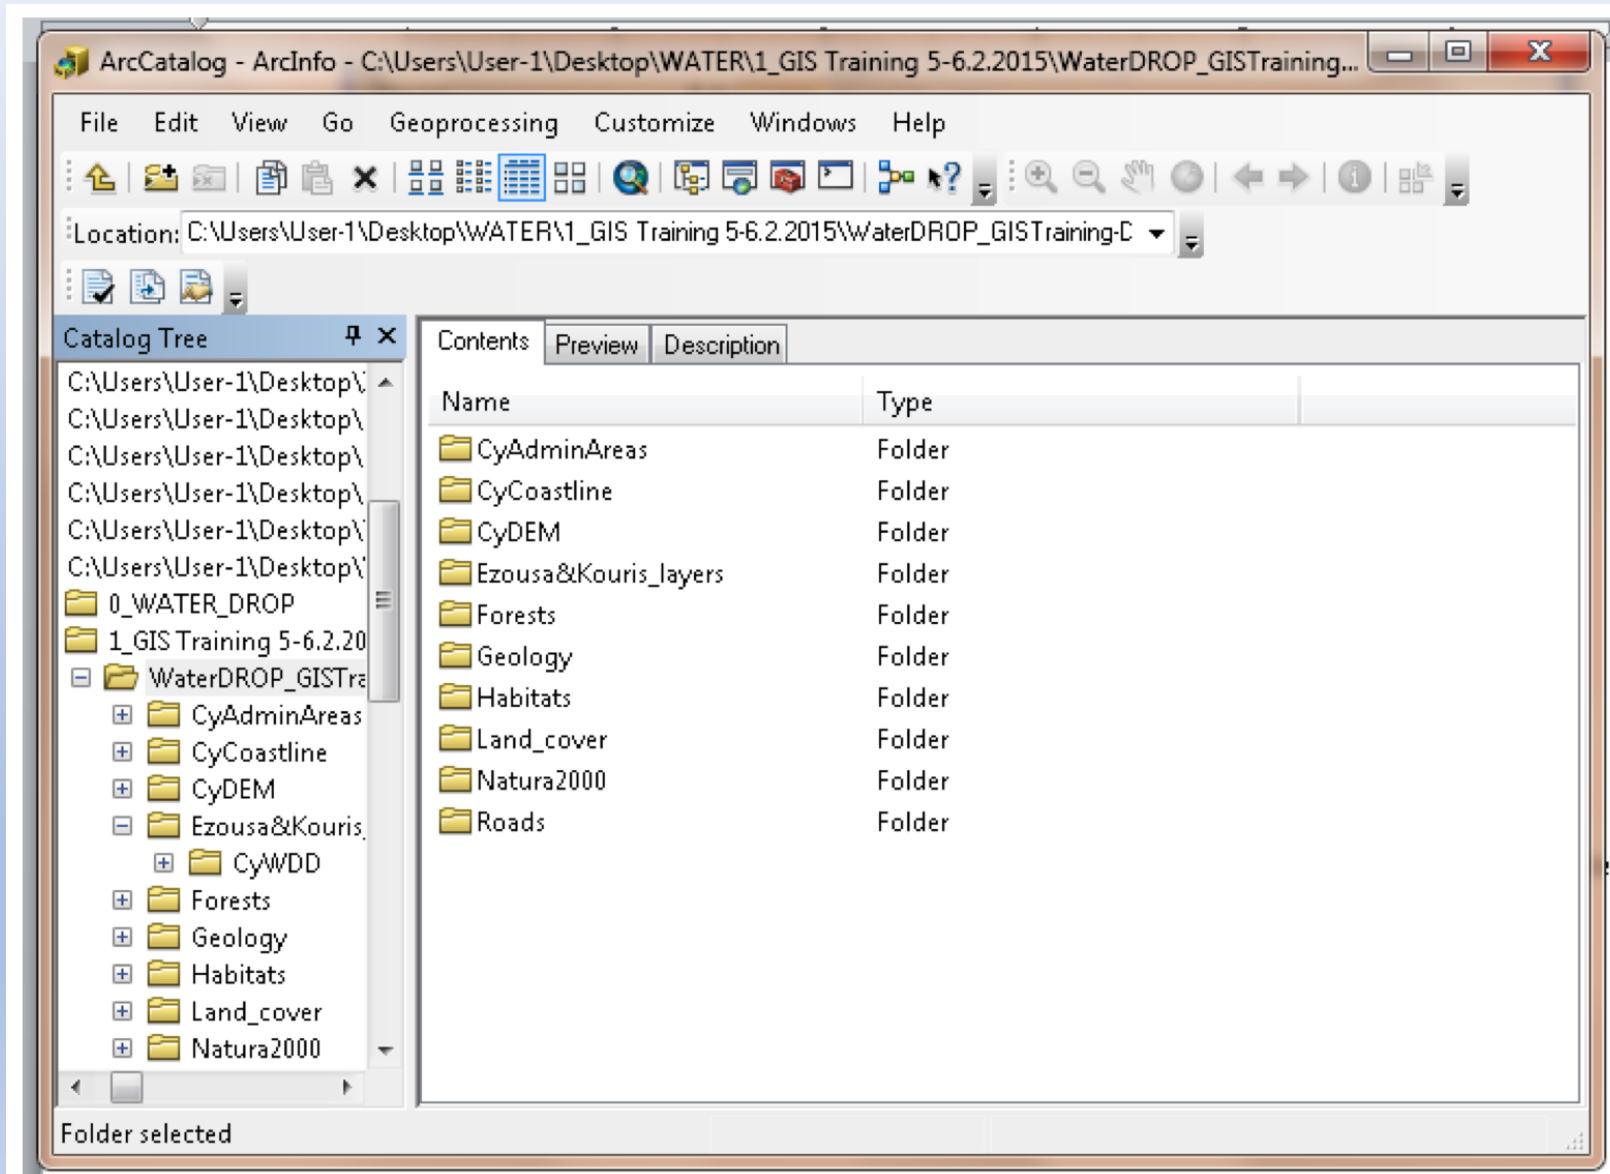 ArcCatalog - ArcInfo - C:\Users\User-1\Desktop\WATER\1_GIS Training 5-6.2.2015\WaterDROP_GISTraining...
File Edit View Go Geoprocessing Customize Windows Help
Location: C:\Users\User-1\Desktop\WATER\1_GIS Training 5-6.2.2015\WaterDROP_GISTraining-D
Catalog Tree
C:\Users\User-1\Desktop\
C:\Users\User-1\Desktop\
C:\Users\User-1\Desktop\
C:\Users\User-1\Desktop\
C:\Users\User-1\Desktop\
C:\Users\User-1\Desktop\
0_WATER_DROP
1_GIS Training 5-6.2.20
WaterDROP_GISTra
CyAdminAreas
CyCoastline
CyDEM
Ezousa&Kouris_
CyWDD
Forests
Geology
Habitats
Land_cover
Natura2000
Contents Preview Description
Name Type
CyAdminAreas Folder
CyCoastline Folder
CyDEM Folder
Ezousa&Kouris_layers Folder
Forests Folder
Geology Folder
Habitats Folder
Land_cover Folder
Natura2000 Folder
Roads Folder
Folder selected